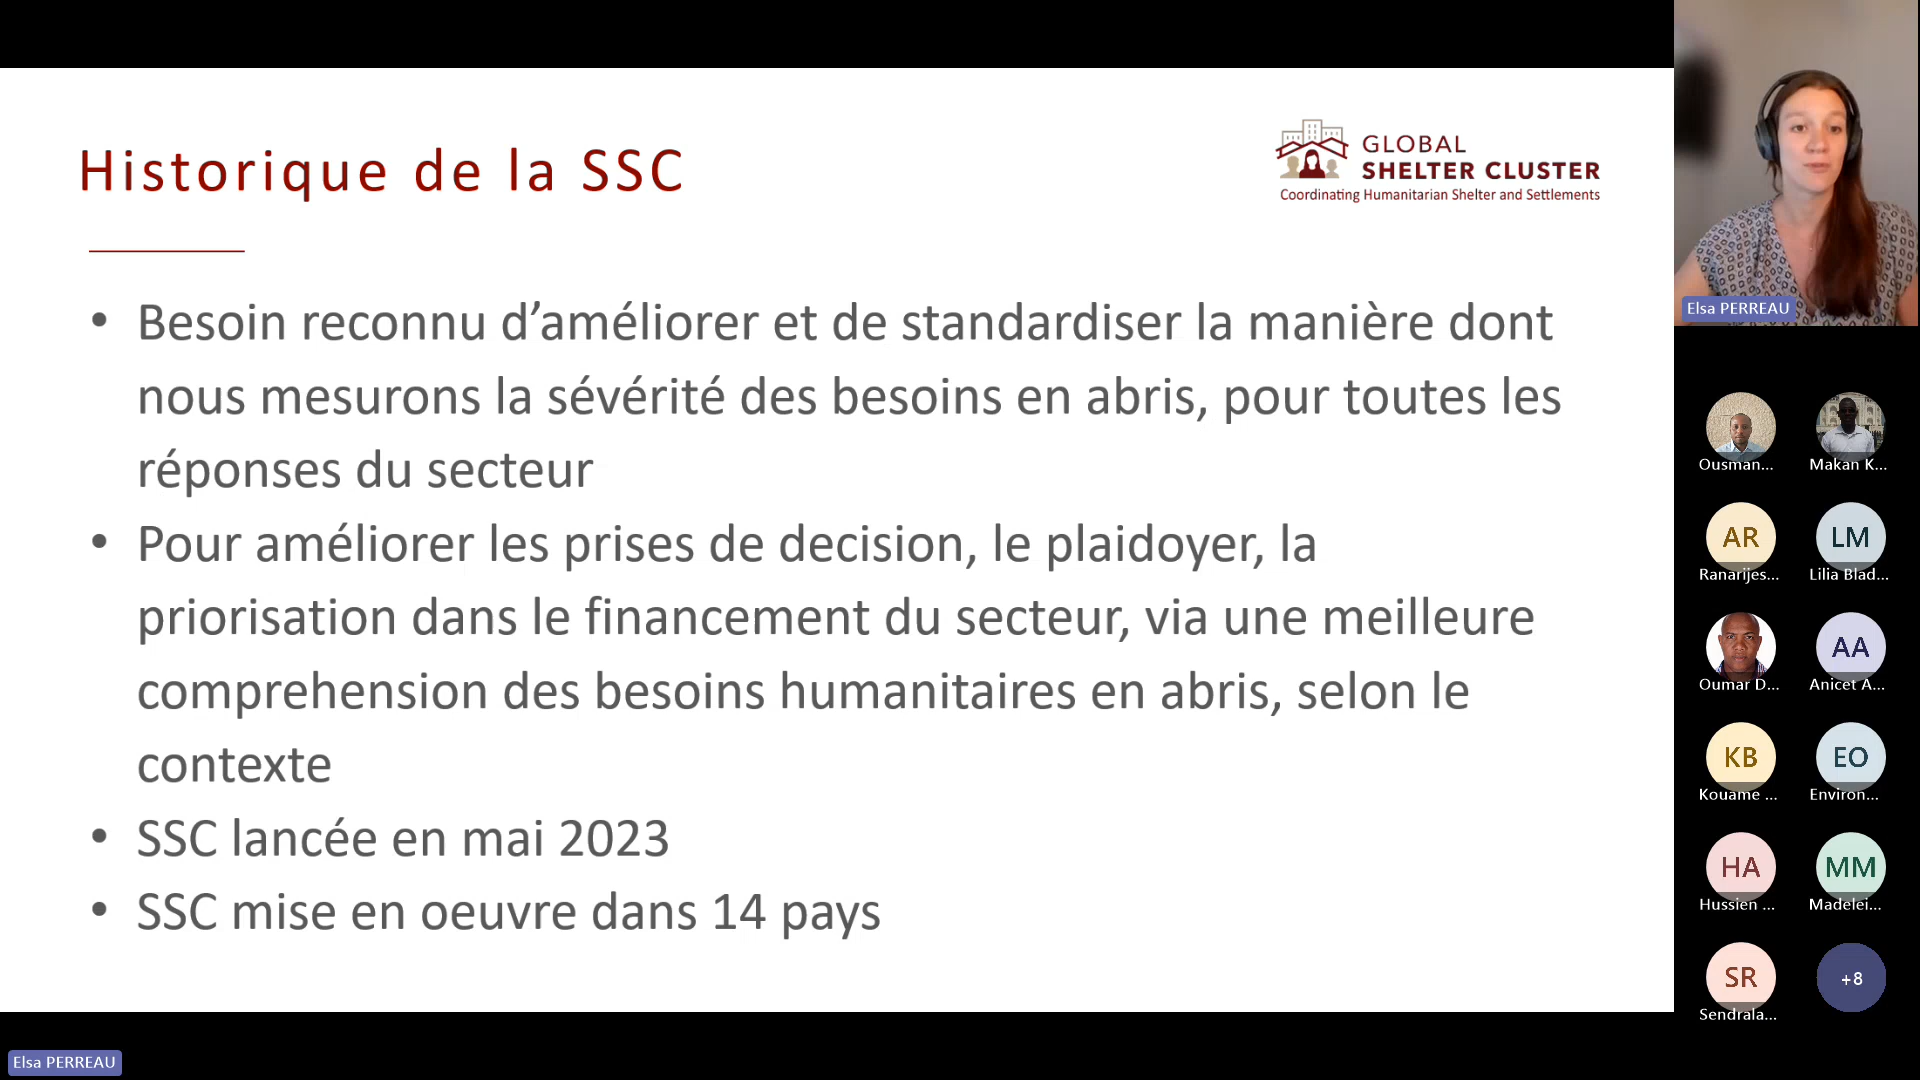 Historique de la SSC
GLOBAL
SHELTER CLUSTER
Coordinating Humanitarian Shelter and Settlements
• Besoin reconnu d’améliorer et de standardiser la manière dont
nous mesurons la sévérité des besoins en abris, pour toutes les
réponses du secteur
• Pour améliorer les prises de decision, le plaidoyer, la
priorisation dans le financement du secteur, via une meilleure
comprehension des besoins humanitaires en abris, selon le
contexte
• SSC lancée en mai 2023
• SSC mise en oeuvre dans 14 pays
Elsa PERREAU
Ousman...
Makan K...
AR
LM
Ranarijes...
Lilia Blad...
Oumar D...
AA
Anicet A...
KB
EO
Kouame ...
Environ...
HA
MM
Hussien ...
Madelei...
SR
+8
Sendrala...
Elsa PERREAU